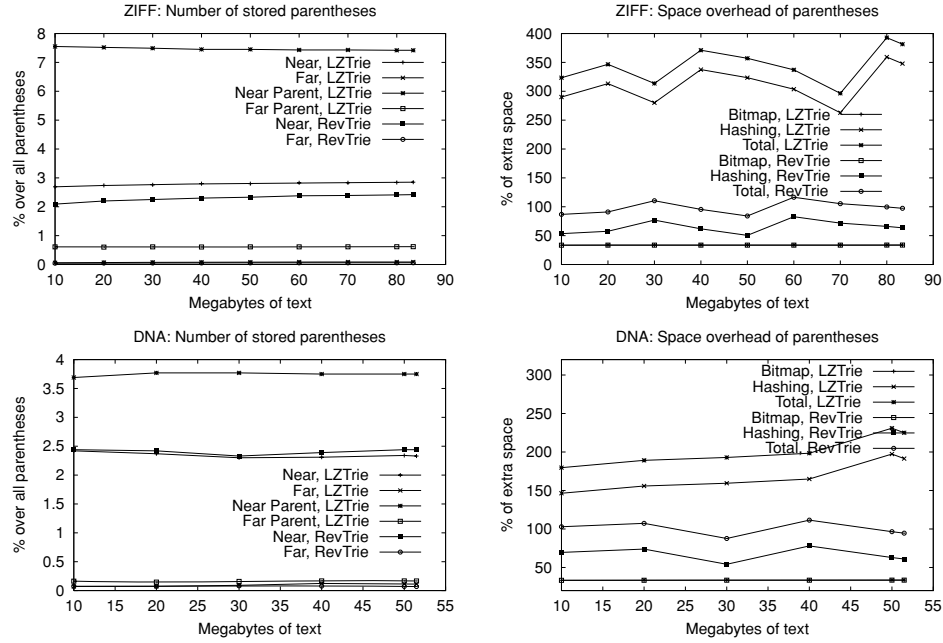 ZIFF: Number of stored parentheses
% over all parentheses
8
7
6
5
4
3
2
1
0
Near, LZTrie
Far, LZTrie
Near Parent, LZTrie
Far Parent, LZTrie
Near, RevTrie
Far, RevTrie
10 20 30 40 50 60 70 80 90
Megabytes of text
ZIFF: Space overhead of parentheses
% of extra space
400
350
300
250
200
150
100
50
0
Bitmap, LZTrie
Hashing, LZTrie
Total, LZTrie
Bitmap, RevTrie
Hashing, RevTrie
Total, RevTrie
10 20 30 40 50 60 70 80 90
Megabytes of text
DNA: Number of stored parentheses
% over all parentheses
4
3.5
3
2.5
2
1.5
1
0.5
0
Near, LZTrie
Far, LZTrie
Near Parent, LZTrie
Far Parent, LZTrie
Near, RevTrie
Far, RevTrie
10 15 20 25 30 35 40 45 50 55
Megabytes of text
DNA: Space overhead of parentheses
% of extra space
300
250
200
150
100
50
Bitmap, LZTrie
Hashing, LZTrie
Total, LZTrie
Bitmap, RevTrie
Hashing, RevTrie
Total, RevTrie
10 15 20 25 30 35 40 45 50 55
Megabytes of text